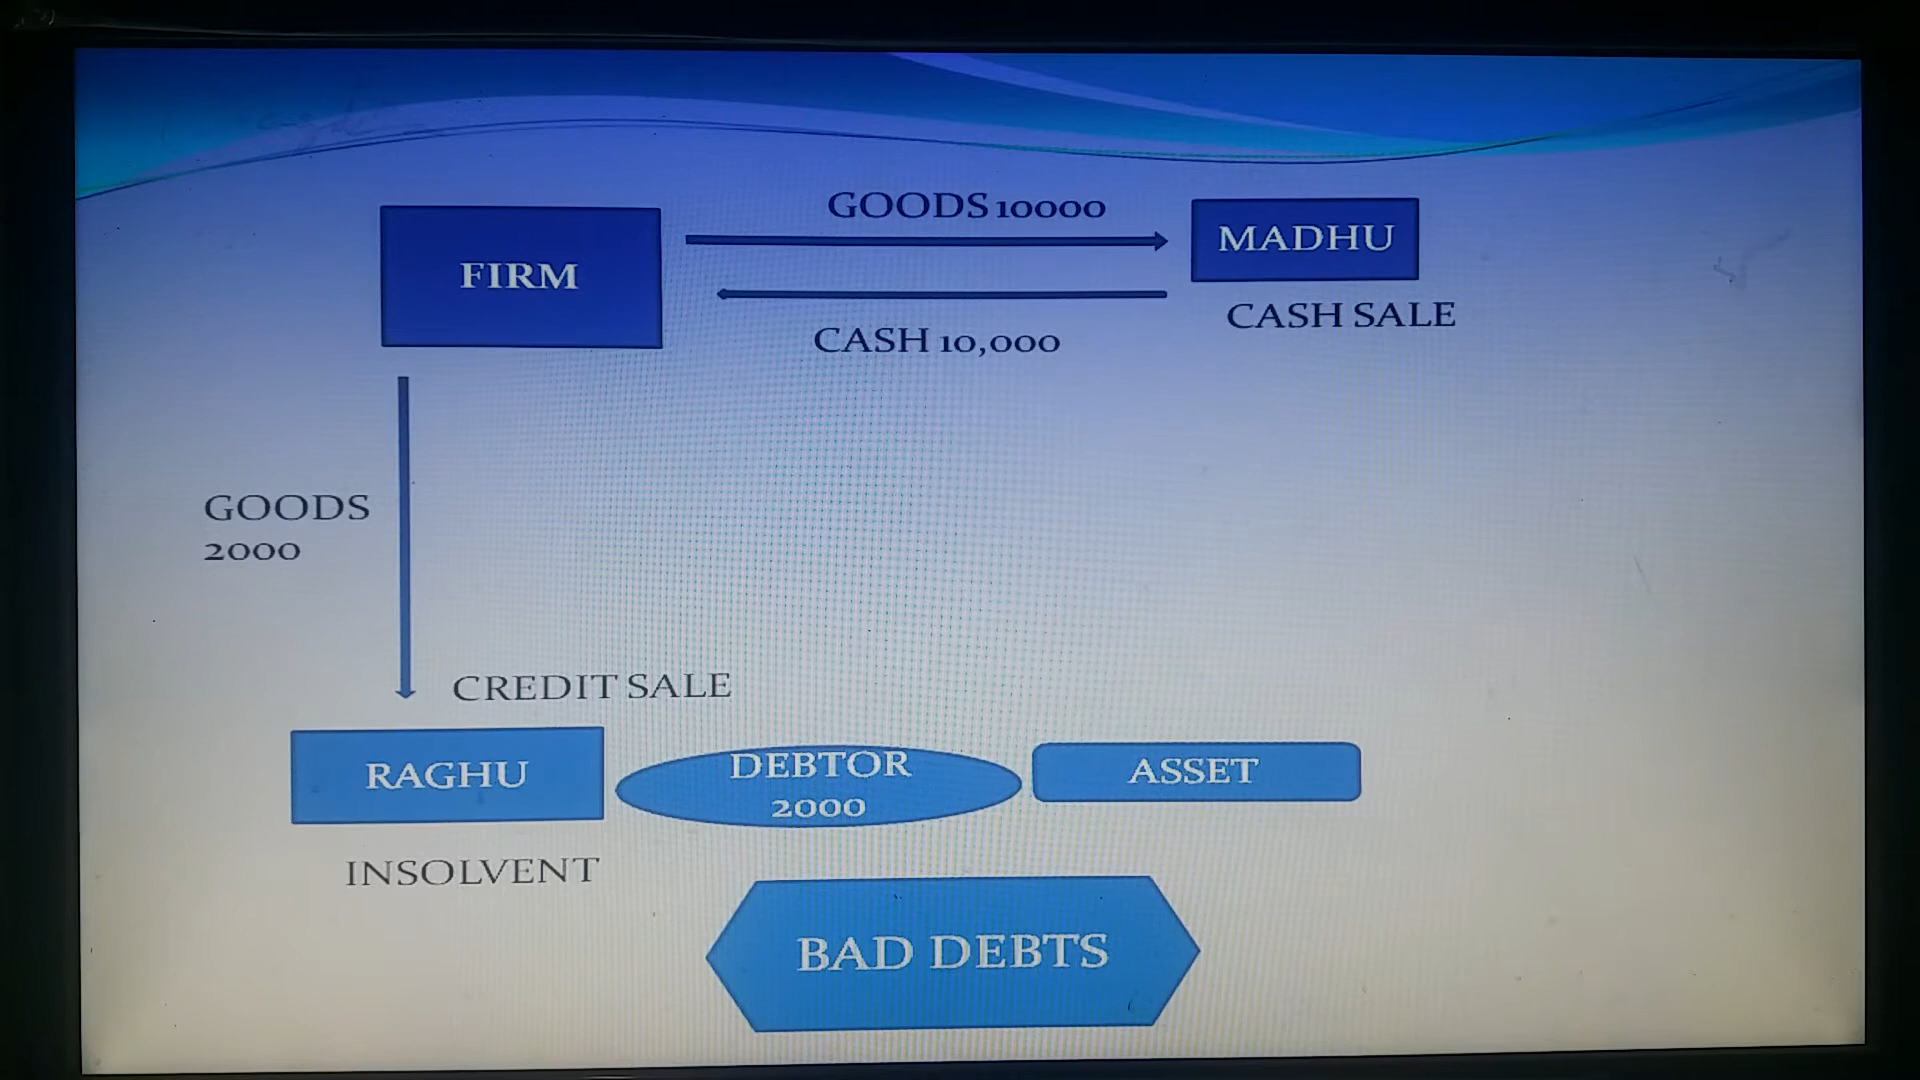 GOODS 10000
FIRM
MADHU
CASH SALE
CASH 10,000
GOODS
2000
CREDIT SALE
RAGHU
DEBTOR
2000
ASSET
INSOLVENT
BAD DEBTS